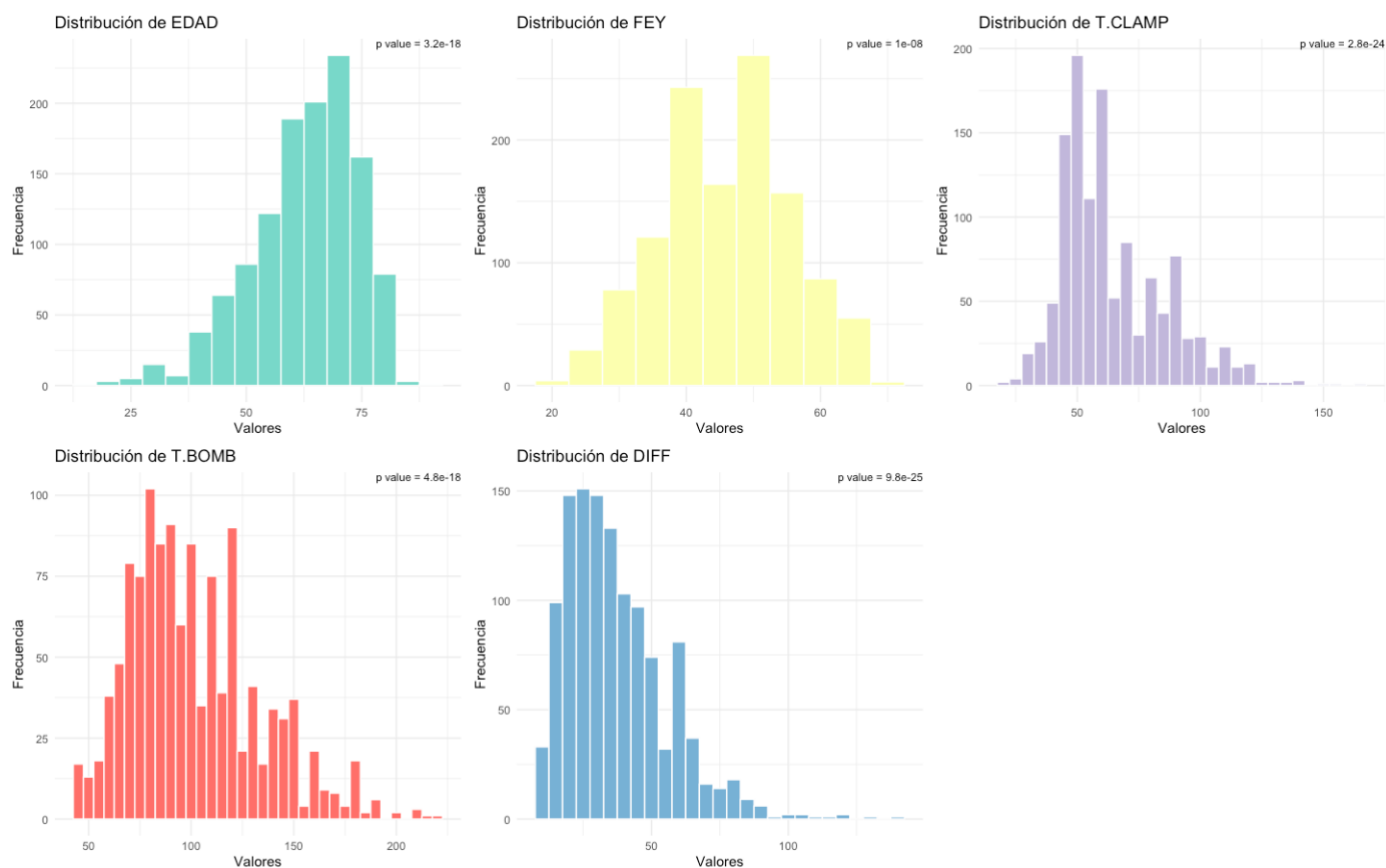 Distribución de EDAD
p value = 3.2e-18
Frecuencia
200
150
100
50
0
25
50
75
Valores
Distribución de FEY
p value = 1e-08
Frecuencia
200
100
0
20
40
60
Valores
Distribución de T.CLAMP
p value = 2.8e-24
Frecuencia
200
150
100
50
0
50
100
150
Valores
Distribución de T.BOMB
p value = 4.8e-18
Frecuencia
100
75
50
25
0
50
100
150
200
Valores
Distribución de DIFF
p value = 9.8e-25
Frecuencia
150
100
50
0
50
100
Valores